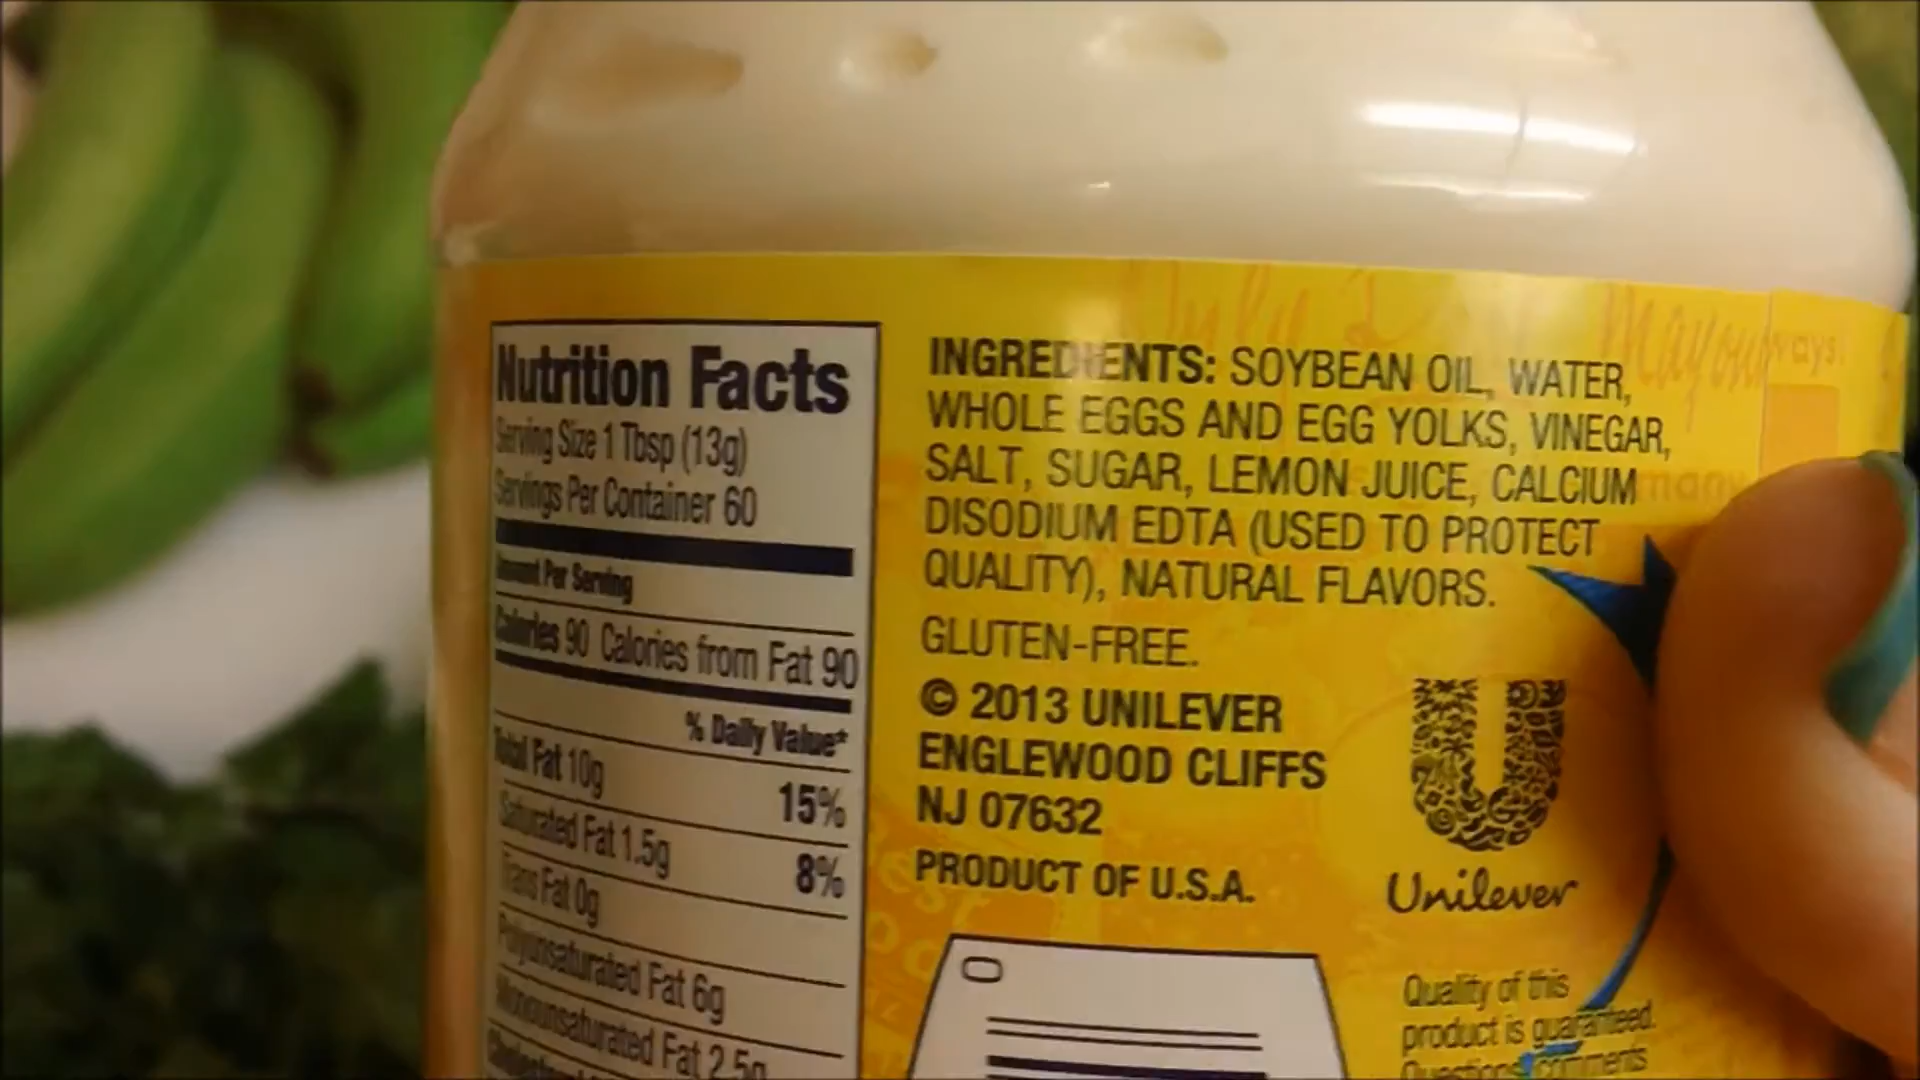 Nutrition Facts
Serving Size 1 Tbsp (13g)
Servings Per Container 60
Amount Per Serving
Calories 90 Calories from Fat 90
% Daily Value*
Total Fat 10g 15%
Saturated Fat 1.5g 8%
Trans Fat 0g
Polyunsaturated Fat 6g
Monounsaturated Fat 2.5g
INGREDIENTS: SOYBEAN OIL, WATER,
WHOLE EGGS AND EGG YOLKS, VINEGAR,
SALT, SUGAR, LEMON JUICE, CALCIUM
DISODIUM EDTA (USED TO PROTECT
QUALITY), NATURAL FLAVORS.
GLUTEN-FREE.
© 2013 UNILEVER
ENGLEWOOD CLIFFS
NJ 07632
PRODUCT OF U.S.A.
Unilever
Quality of this
product is guaranteed.
Questions, comments
0